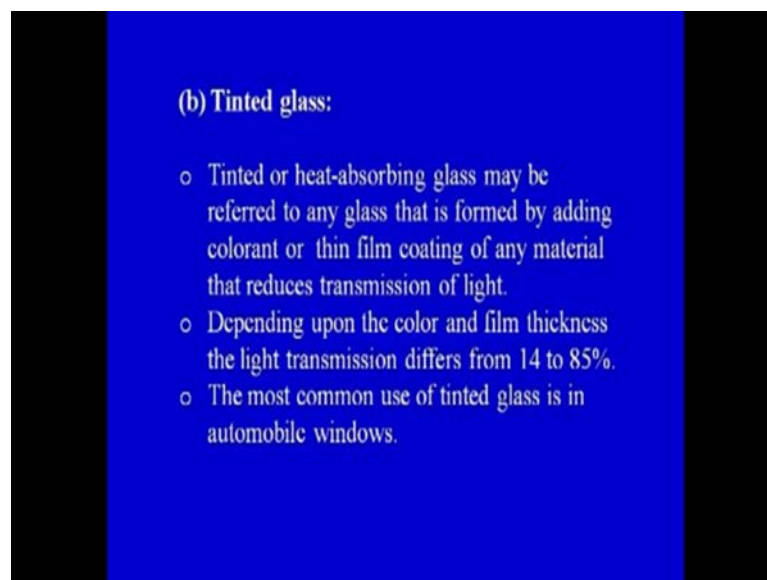 (b) Tinted glass:
o Tinted or heat-absorbing glass may be
referred to any glass that is formed by adding
colorant or thin film coating of any material
that reduces transmission of light.
o Depending upon the color and film thickness
the light transmission differs from 14 to 85%.
o The most common use of tinted glass is in
automobile windows.